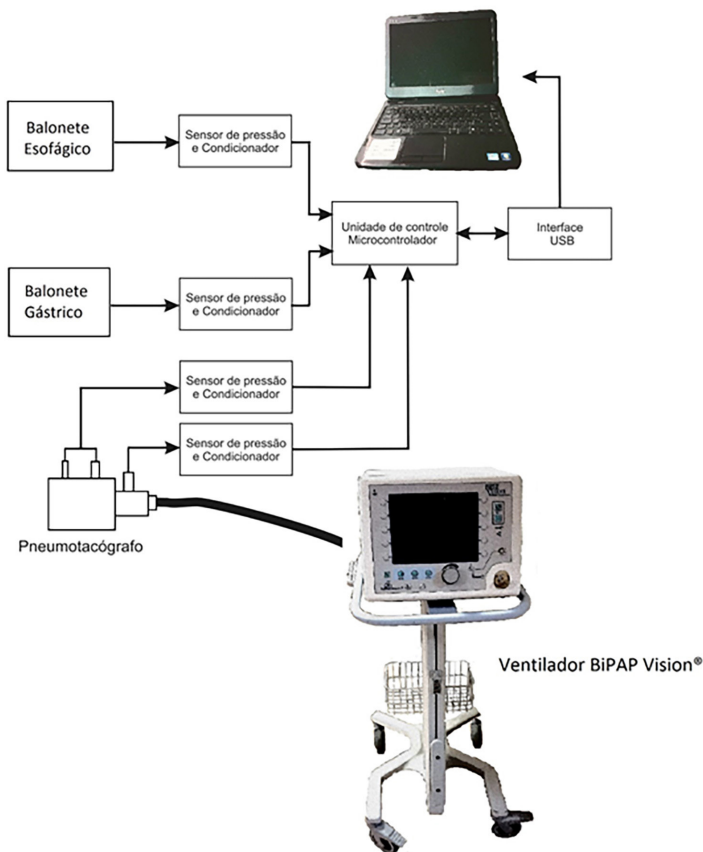 Balonete
Esofágico
Sensor de pressão
e Condicionador
Unidade de controle
Microcontrolador
Interface
USB
Balonete
Gástrico
Sensor de pressão
e Condicionador
Sensor de pressão
e Condicionador
Sensor de pressão
e Condicionador
Pneumotacógrafo
Ventilador BiPAP Vision®